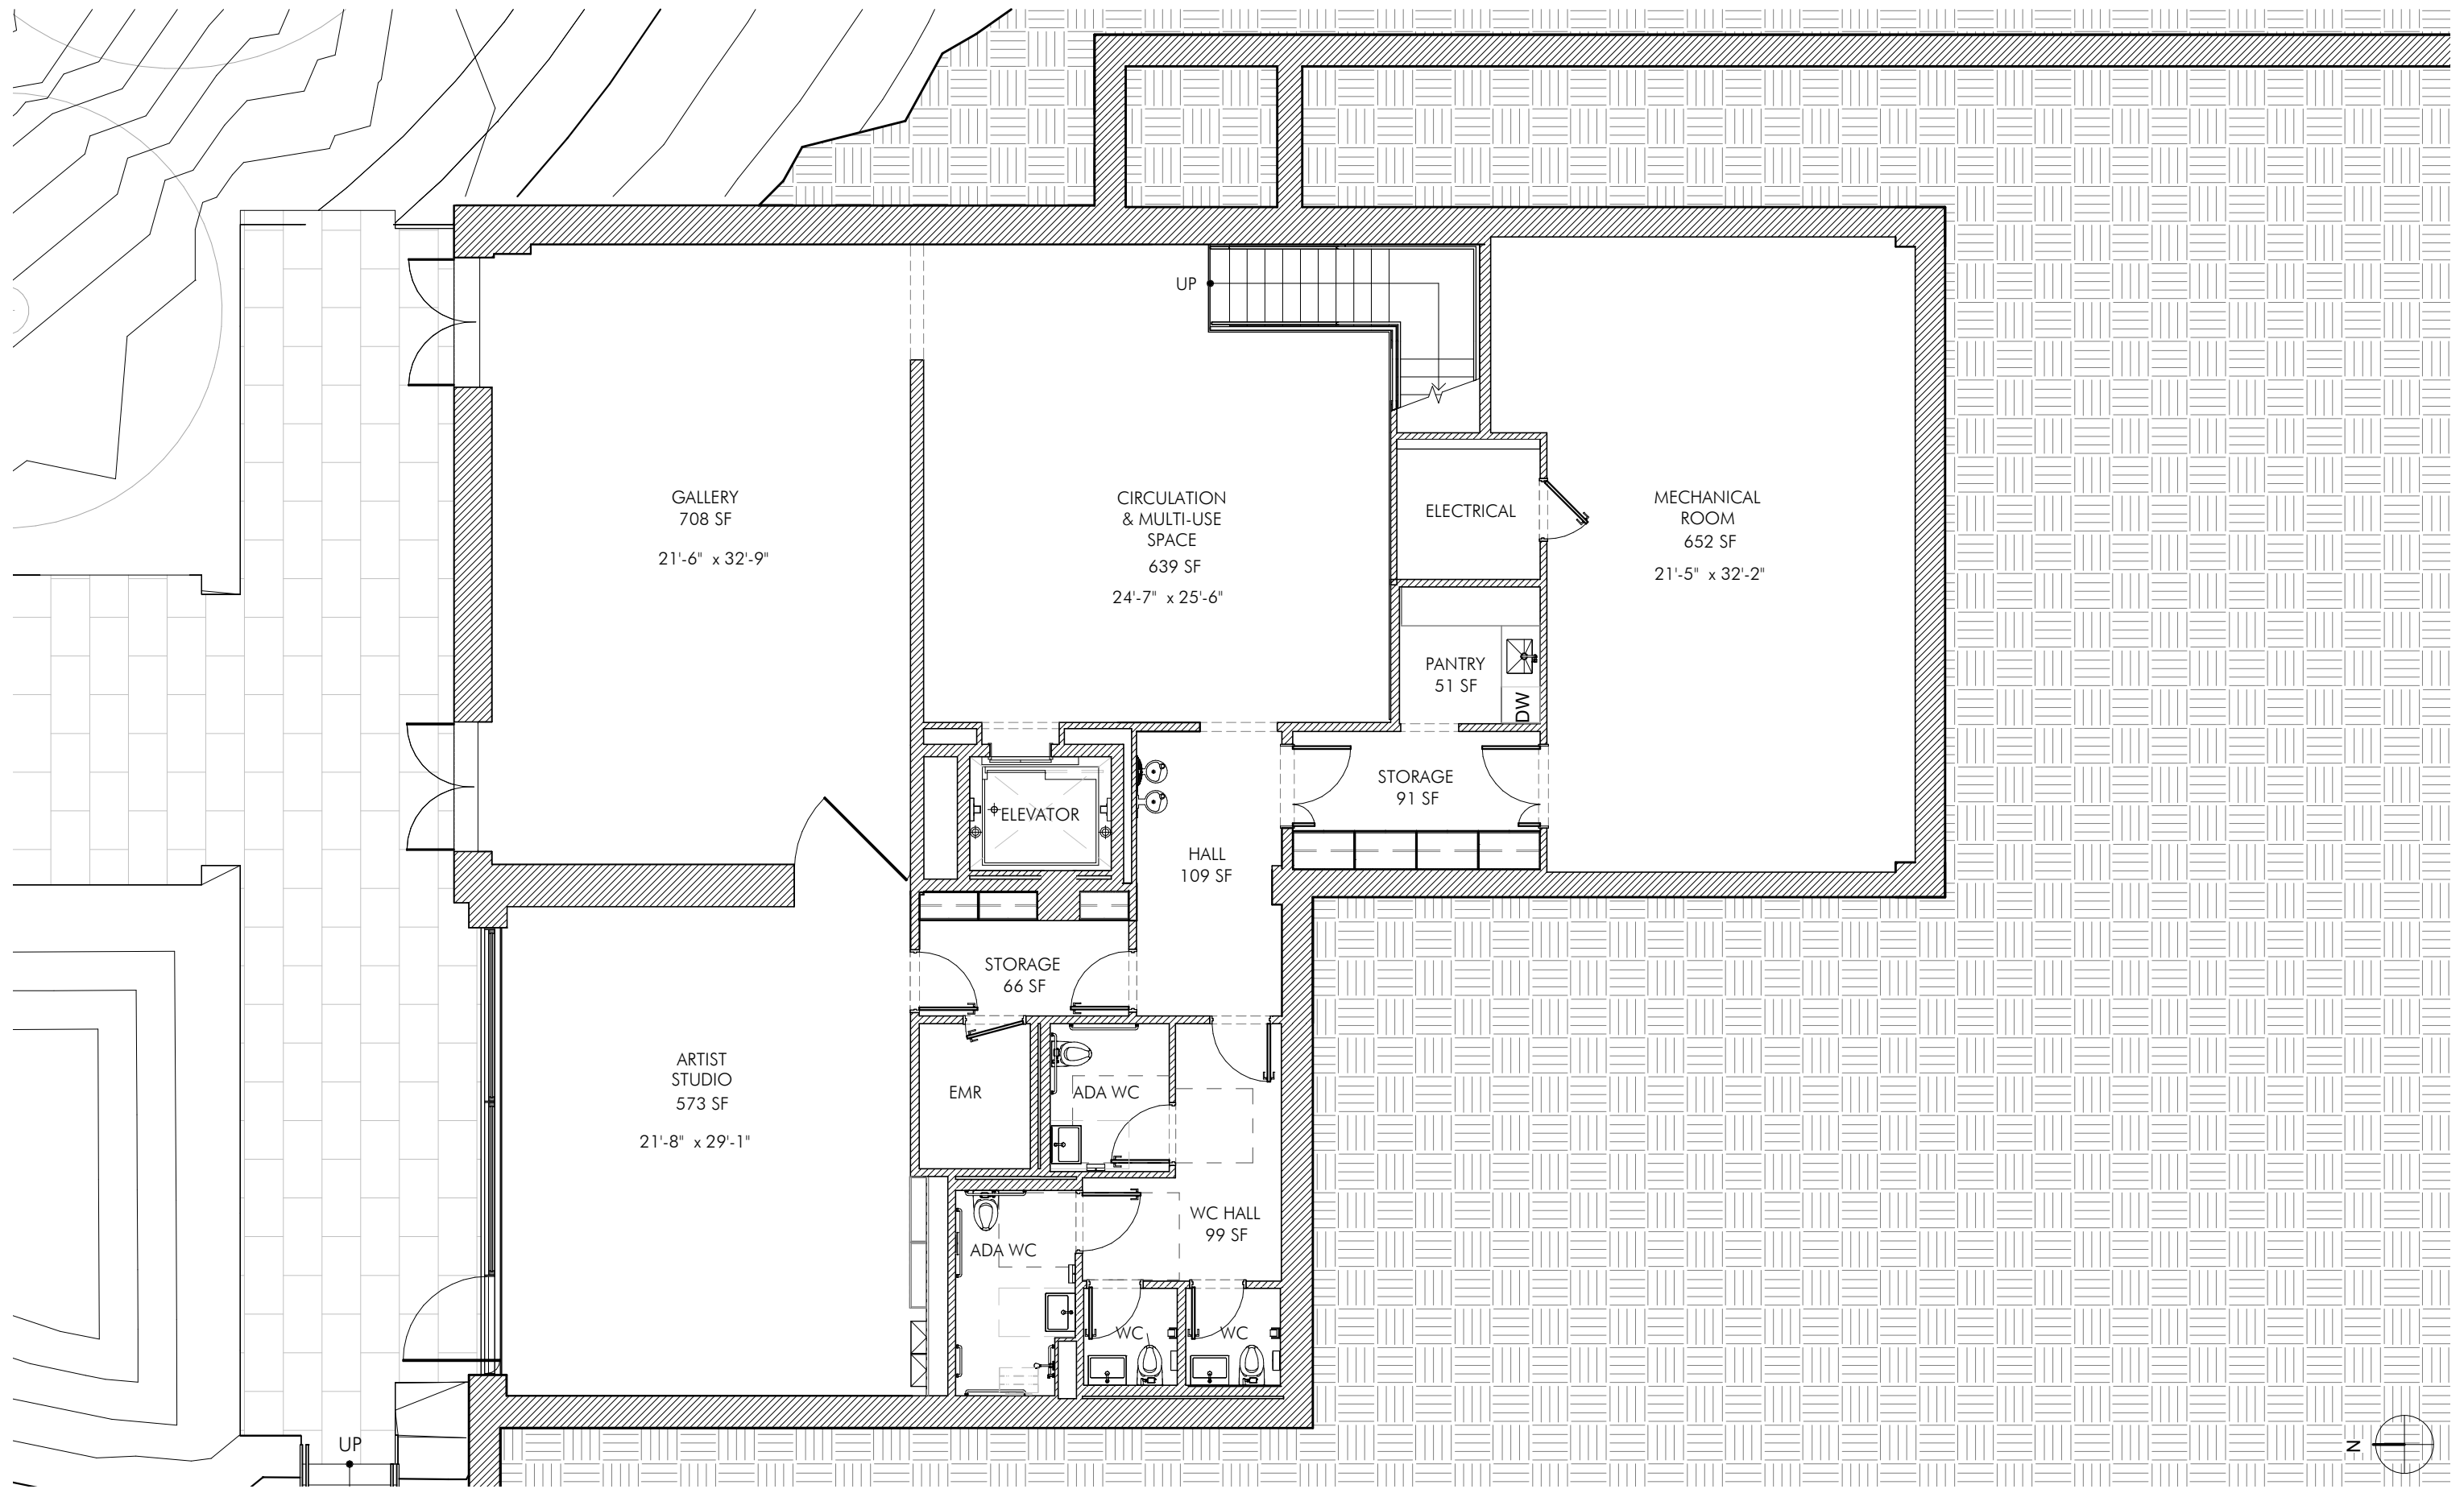 UP
GALLERY
708 SF
21'-6" x 32'-9"
CIRCULATION
& MULTI-USE
SPACE
639 SF
24'-7" x 25'-6"
ELECTRICAL
MECHANICAL
ROOM
652 SF
21'-5" x 32'-2"
PANTRY
51 SF
DW
STORAGE
91 SF
ELEVATOR
HALL
109 SF
STORAGE
66 SF
ARTIST
STUDIO
573 SF
21'-8" x 29'-1"
EMR
ADA WC
ADA WC
WC HALL
99 SF
WC
WC
UP
N